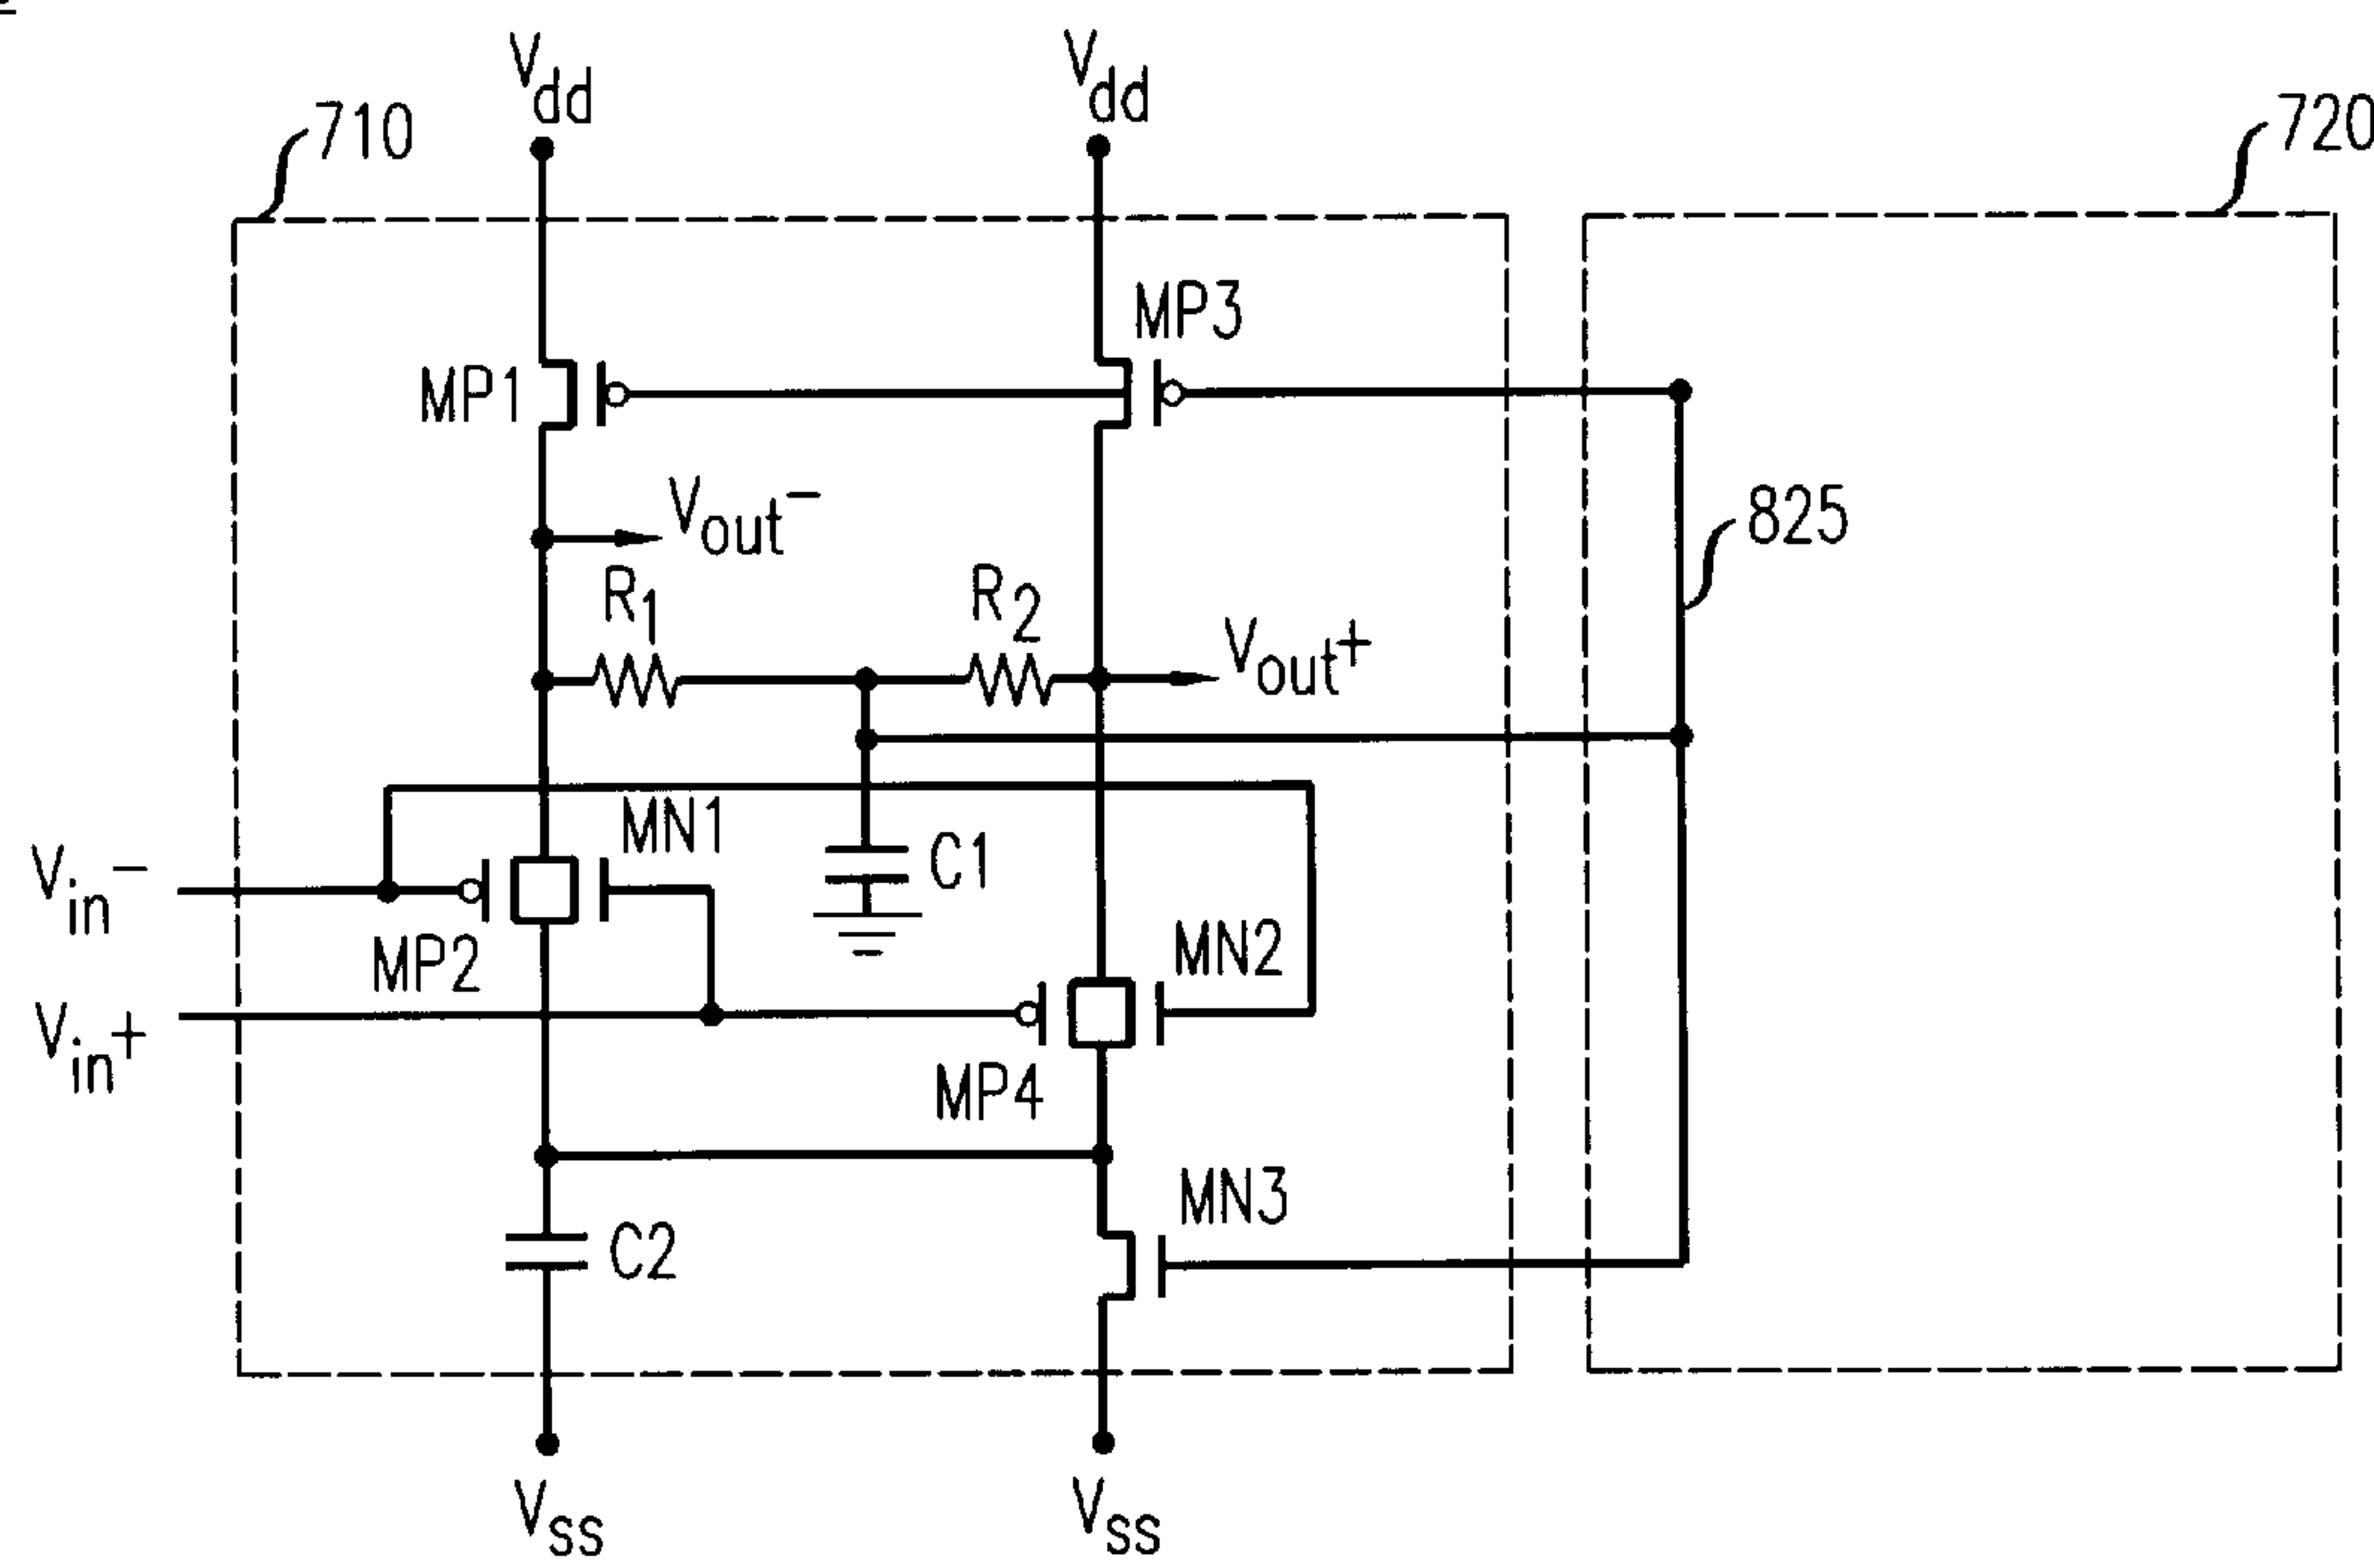 Vdd
Vdd
710
720
MP3
MP1
Vout-
825
R1
R2
Vout+
MN1
C1
Vin-
MN2
MP2
Vin+
MP4
MN3
C2
Vss
Vss